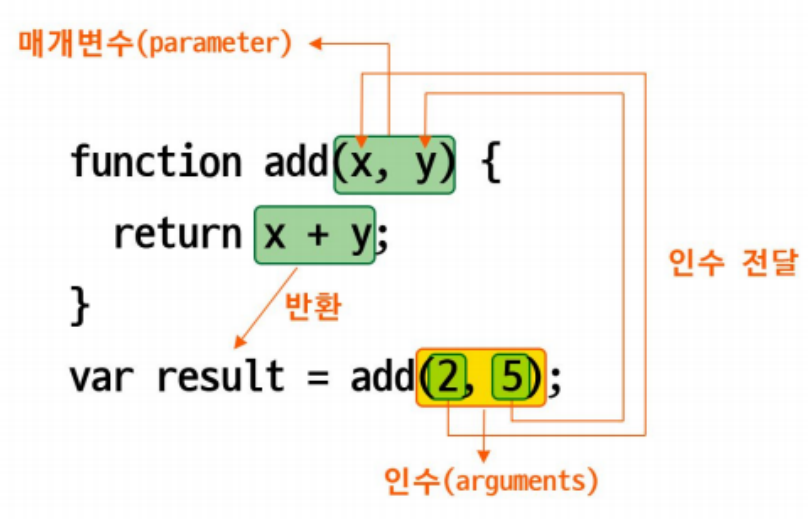 매개변수(parameter)
function add(x, y) {
return x + y;
인수 전달
}
반환
var result = add(2, 5);
인수(arguments)